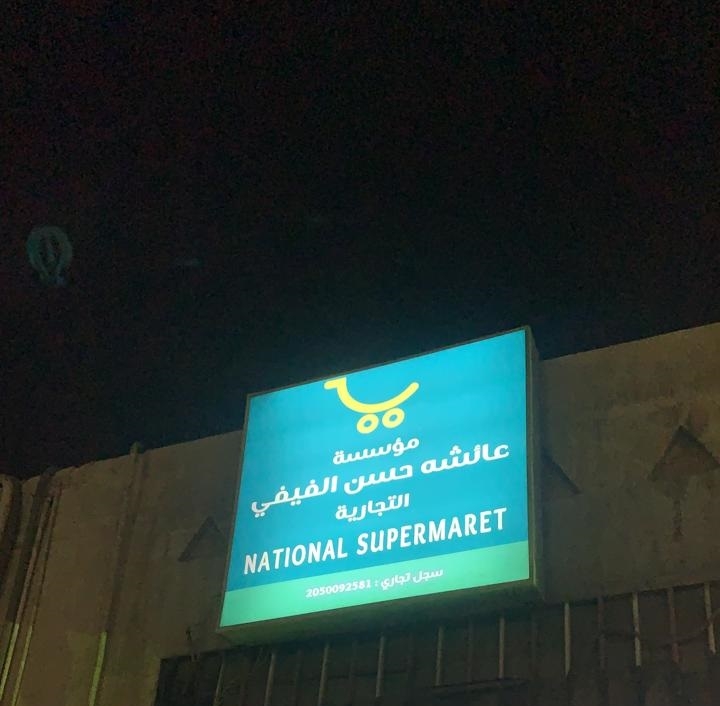 مؤسسة
عائشه حسن الفيفي
التجارية
NATIONAL SUPERMARET
سجل تجاري : 2050092581